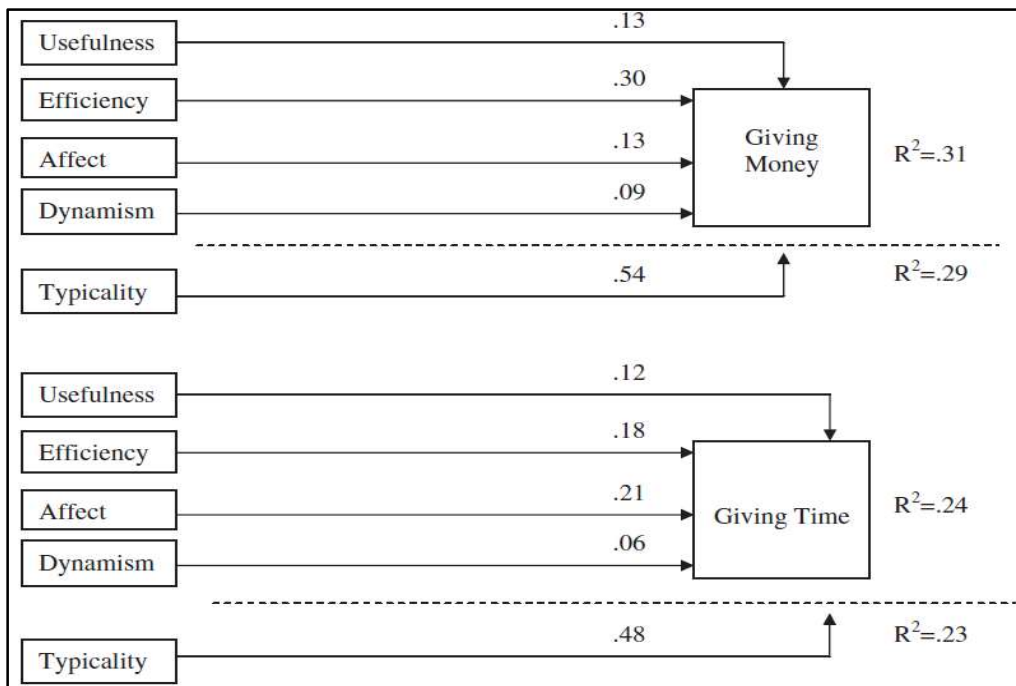 Usefulness
.13
Efficiency
.30
Affect
.13
Dynamism
.09
Giving
Money
R²=.31
Typicality
.54
R²=.29
Usefulness
.12
Efficiency
.18
Affect
.21
Dynamism
.06
Giving Time
R²=.24
Typicality
.48
R²=.23